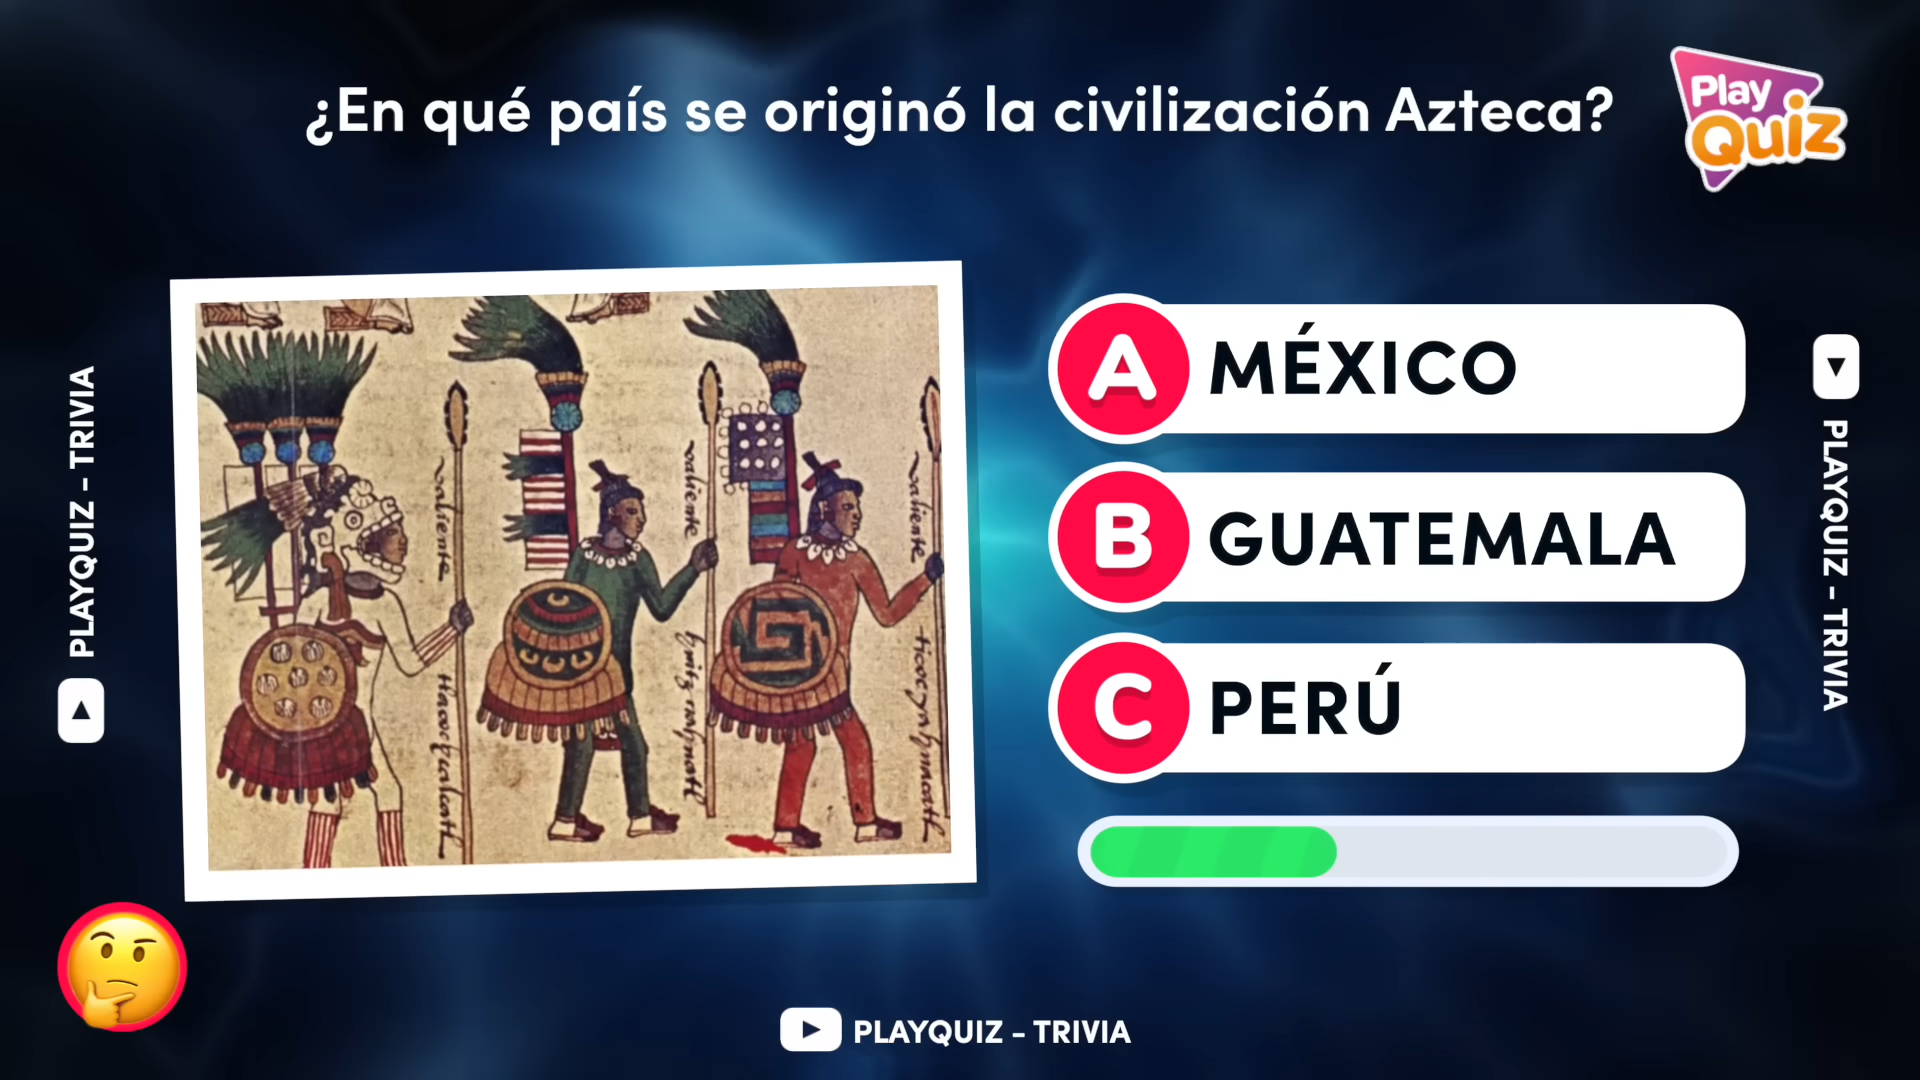 ¿En qué país se originó la civilización Azteca?
Play
Quiz
A MÉXICO
B GUATEMALA
C PERÚ
PLAYQUIZ - TRIVIA
PLAYQUIZ - TRIVIA
PLAYQUIZ - TRIVIA
valiente
valiente
valiente